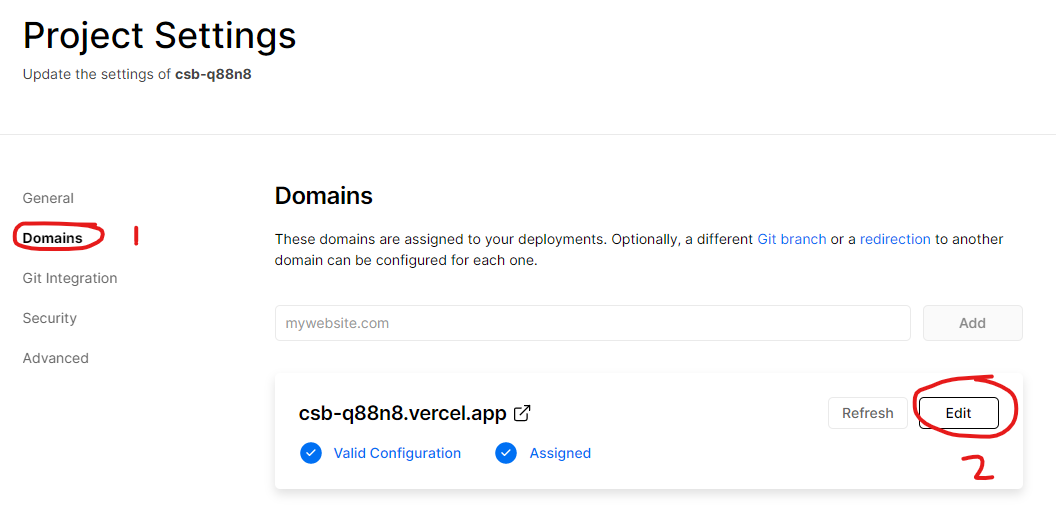 Project Settings
Update the settings of csb-q88n8
General
Domains 1
Git Integration
Security
Advanced
Domains
These domains are assigned to your deployments. Optionally, a different Git branch or a redirection to another
domain can be configured for each one.
mywebsite.com Add
csb-q88n8.vercel.app Refresh Edit
Valid Configuration Assigned
2